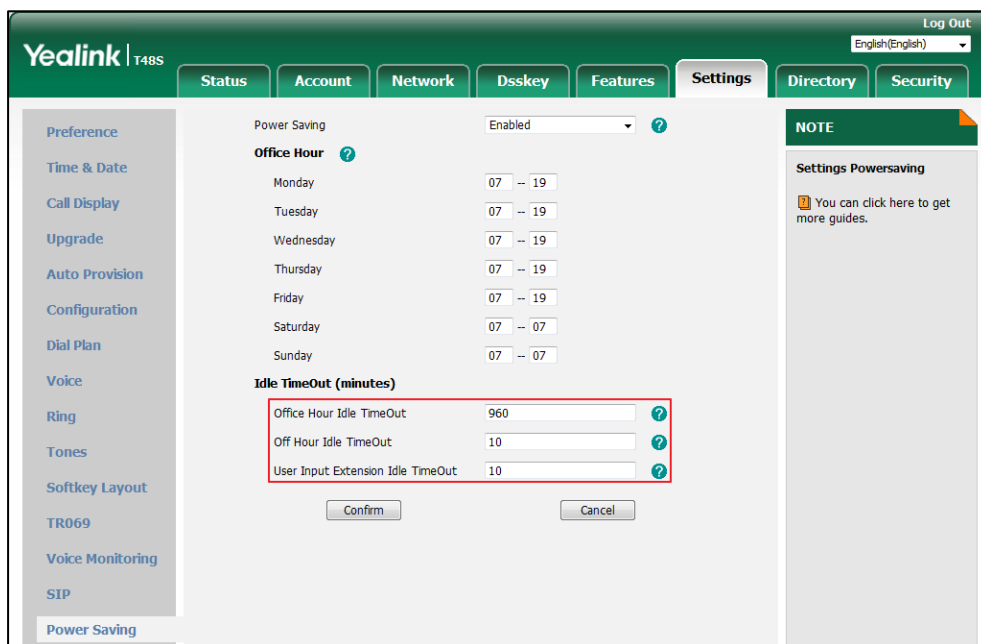 Log Out
Yealink | T48S
English(English)
Status Account Network Dsskey Features Settings Directory Security
Preference
Time & Date
Call Display
Upgrade
Auto Provision
Configuration
Dial Plan
Voice
Ring
Tones
Softkey Layout
TR069
Voice Monitoring
SIP
Power Saving
Power Saving Enabled ?
Office Hour ?
Monday 07 -- 19
Tuesday 07 -- 19
Wednesday 07 -- 19
Thursday 07 -- 19
Friday 07 -- 19
Saturday 07 -- 07
Sunday 07 -- 07
Idle TimeOut (minutes)
Office Hour Idle TimeOut 960 ?
Off Hour Idle TimeOut 10 ?
User Input Extension Idle TimeOut 10 ?
Confirm Cancel
NOTE
Settings Powersaving
? You can click here to get
more guides.